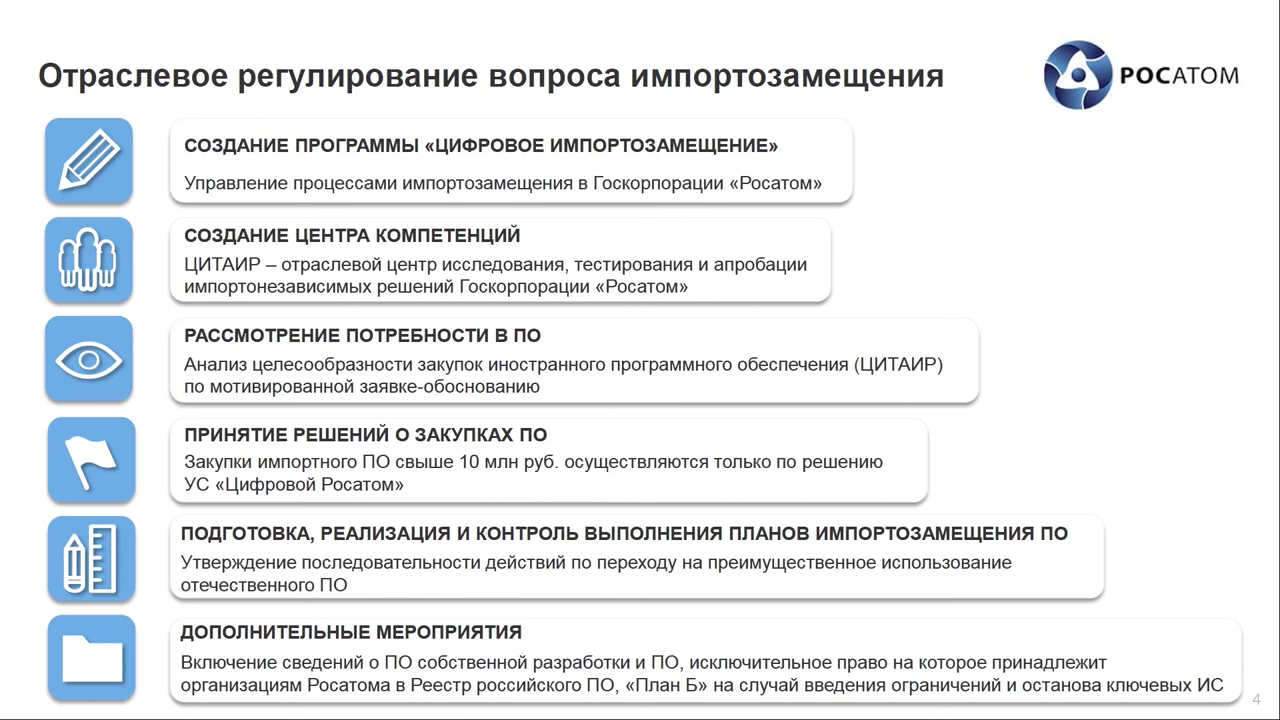 Отраслевое регулирование вопроса импортозамещения
РОСАТОМ
СОЗДАНИЕ ПРОГРАММЫ «ЦИФРОВОЕ ИМПОРТОЗАМЕЩЕНИЕ»
Управление процессами импортозамещения в Госкорпорации «Росатом»
СОЗДАНИЕ ЦЕНТРА КОМПЕТЕНЦИЙ
ЦИТАИР – отраслевой центр исследования, тестирования и апробации
импортонезависимых решений Госкорпорации «Росатом»
РАССМОТРЕНИЕ ПОТРЕБНОСТИ В ПО
Анализ целесообразности закупок иностранного программного обеспечения (ЦИТАИР)
по мотивированной заявке-обоснованию
ПРИНЯТИЕ РЕШЕНИЙ О ЗАКУПКАХ ПО
Закупки импортного ПО свыше 10 млн руб. осуществляются только по решению
УС «Цифровой Росатом»
ПОДГОТОВКА, РЕАЛИЗАЦИЯ И КОНТРОЛЬ ВЫПОЛНЕНИЯ ПЛАНОВ ИМПОРТОЗАМЕЩЕНИЯ ПО
Утверждение последовательности действий по переходу на преимущественное использование
отечественного ПО
ДОПОЛНИТЕЛЬНЫЕ МЕРОПРИЯТИЯ
Включение сведений о ПО собственной разработки и ПО, исключительное право на которое принадлежит
организациям Росатома в Реестр российского ПО, «План Б» на случай введения ограничений и останова ключевых ИС
4